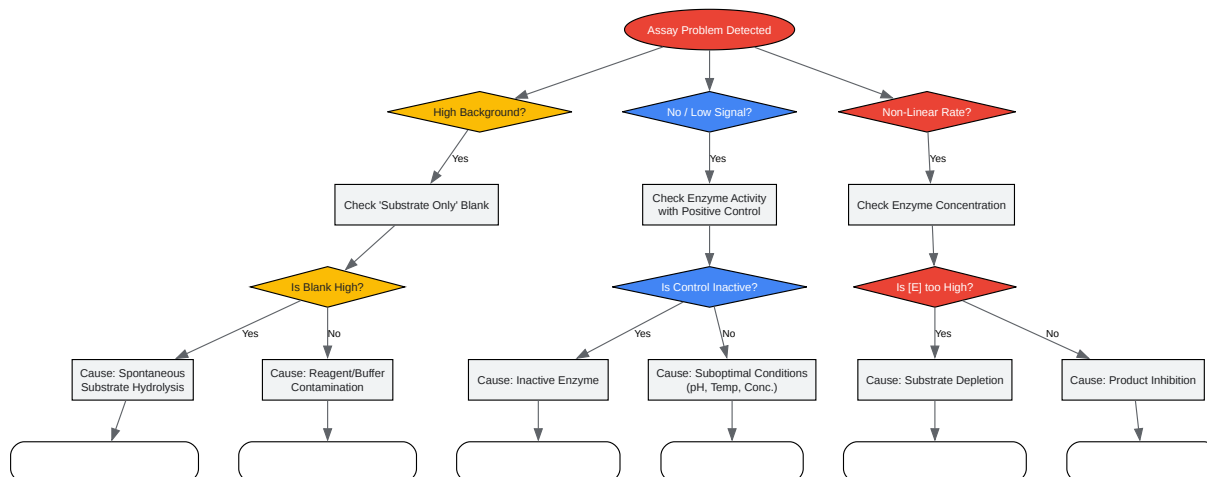 Assay Problem Detected
High Background?
No / Low Signal?
Non-Linear Rate?
Yes
Yes
Yes
Check 'Substrate Only' Blank
Check Enzyme Activity
with Positive Control
Check Enzyme Concentration
Is Blank High?
Is Control Inactive?
Is [E] too High?
Yes
No
Yes
No
Yes
No
Cause: Spontaneous
Substrate Hydrolysis
Cause: Reagent/Buffer
Contamination
Cause: Inactive Enzyme
Cause: Suboptimal Conditions
(pH, Temp, Conc.)
Cause: Substrate Depletion
Cause: Product Inhibition